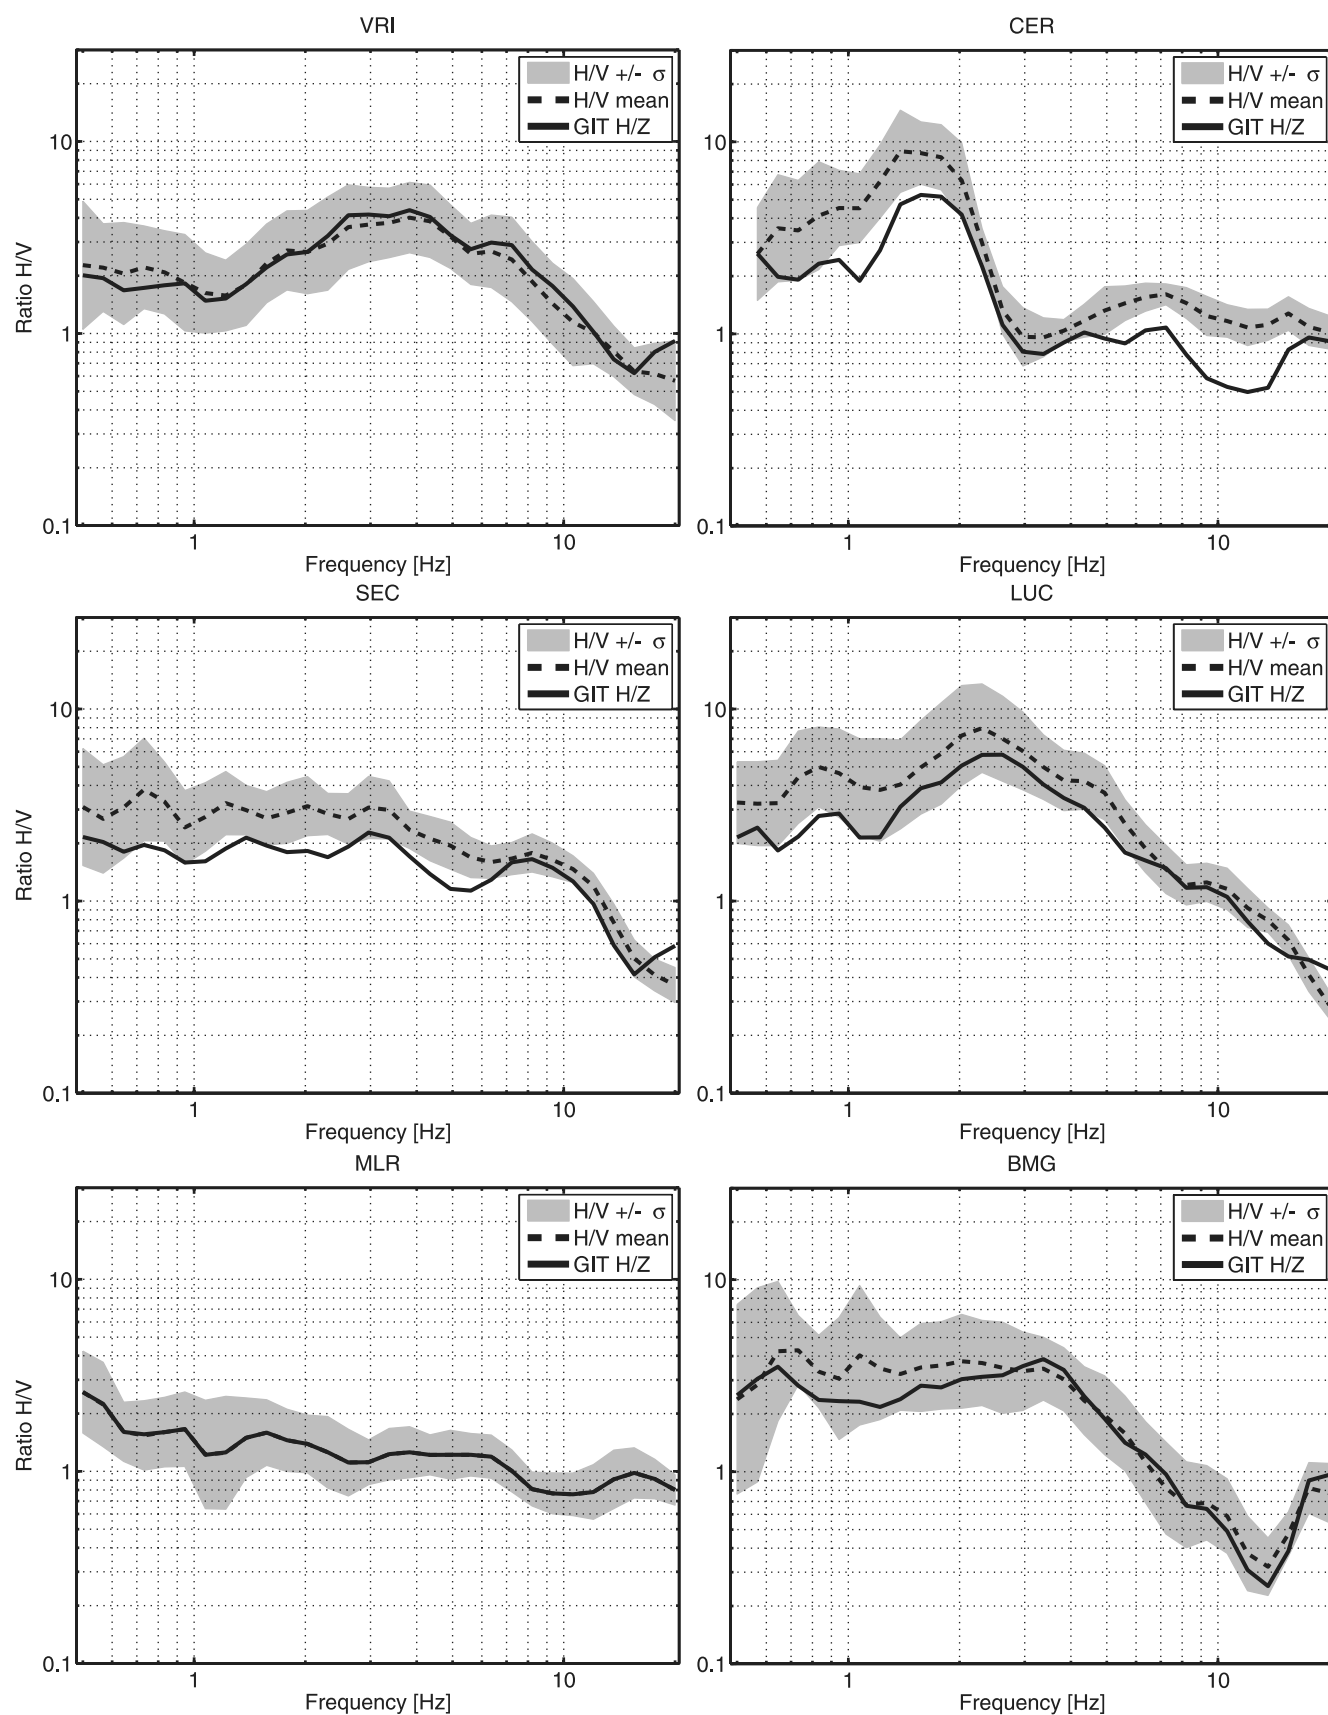 VRI
CER
H/V +/- σ
H/V mean
GIT H/Z
H/V +/- σ
H/V mean
GIT H/Z
10
1
0.1
Ratio H/V
10
1
0.1
1
10
1
10
Frequency [Hz]
Frequency [Hz]
SEC
LUC
H/V +/- σ
H/V mean
GIT H/Z
H/V +/- σ
H/V mean
GIT H/Z
10
1
0.1
Ratio H/V
10
1
0.1
1
10
1
10
Frequency [Hz]
Frequency [Hz]
MLR
BMG
H/V +/- σ
H/V mean
GIT H/Z
H/V +/- σ
H/V mean
GIT H/Z
10
1
0.1
Ratio H/V
10
1
0.1
1
10
1
10
Frequency [Hz]
Frequency [Hz]